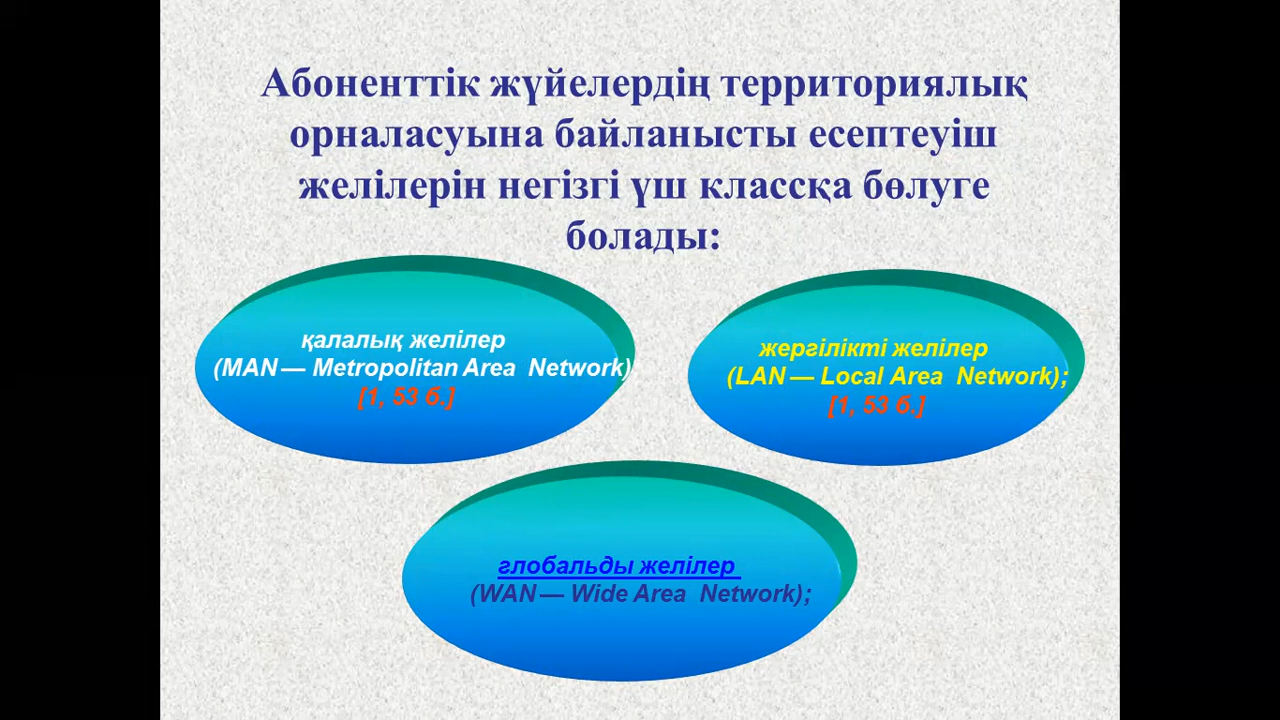 Абоненттік жүйелердің территориялық
орналасуына байланысты есептеуіш
желілерін негізгі үш классқа бөлуге
болады:
қалалық желілер
(MAN — Metropolitan Area Network)
[1, 53 б.]
жергілікті желілер
(LAN — Local Area Network);
[1, 53 б.]
глобальды желілер
(WAN — Wide Area Network);